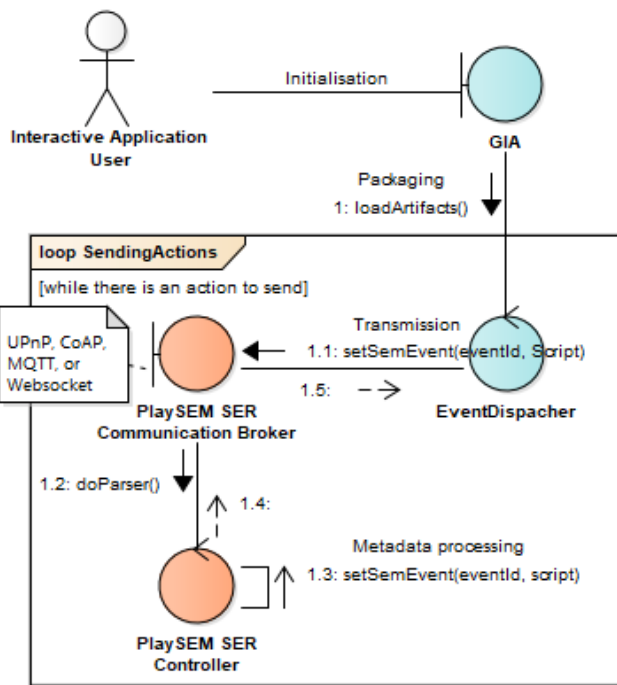 Initialisation
Interactive Application
User
GIA
Packaging
1: loadArtifacts()
loop SendingActions
[while there is an action to send]
UPnP, CoAP,
MQTT, or
Websocket
Transmission
1.1: setSemEvent(eventId, Script)
1.5:
PlaySEM SER
Communication Broker
EventDispacher
1.2: doParser()
1.4:
Metadata processing
1.3: setSemEvent(eventId, script)
PlaySEM SER
Controller